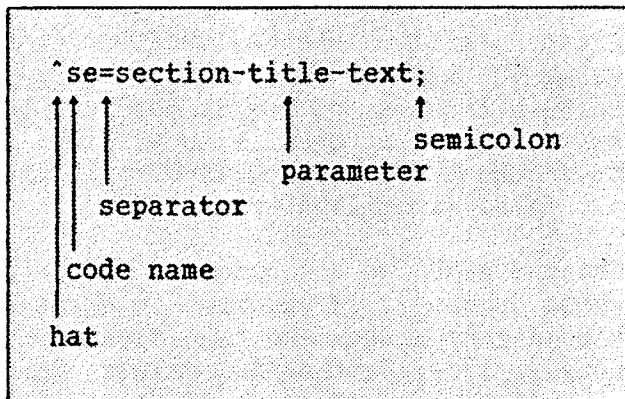 ^se=section-title-text;
semicolon
parameter
separator
code name
hat